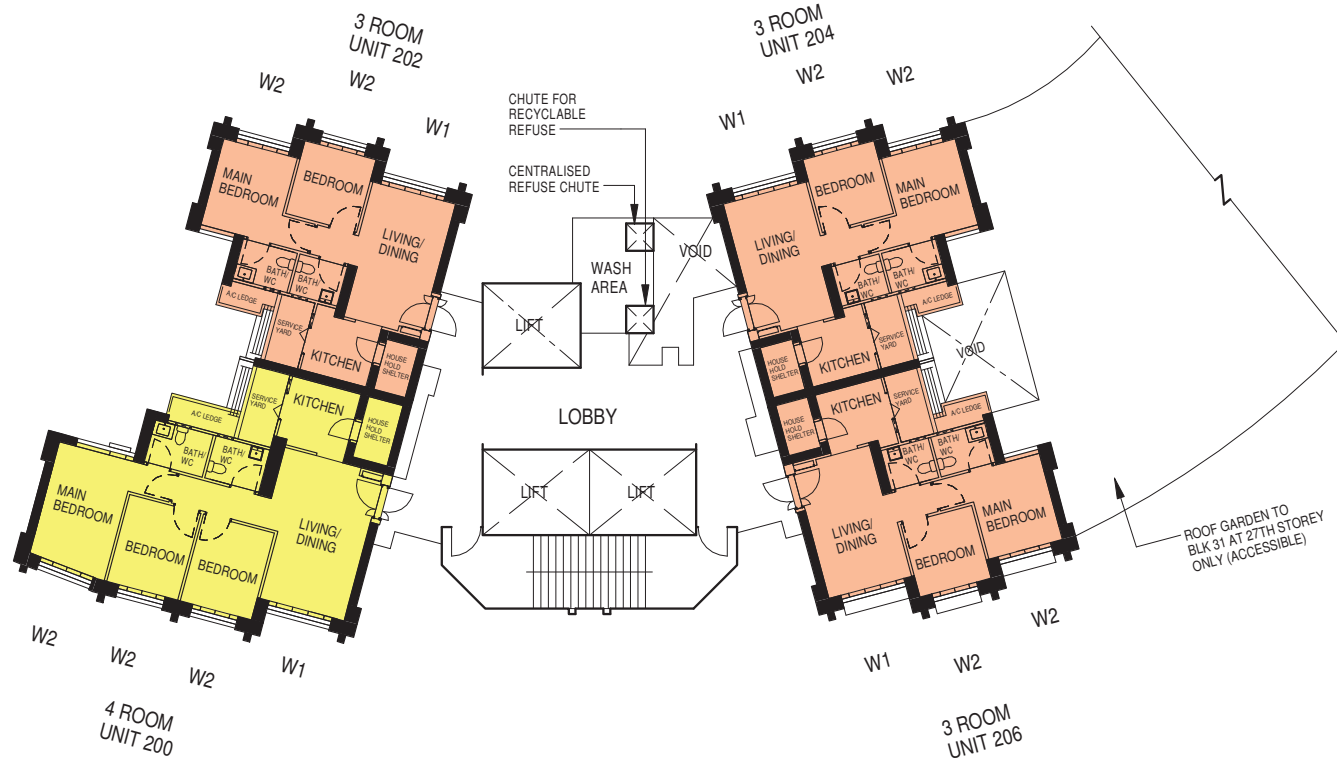 3 ROOM
UNIT 202
W2
W2
W1
MAIN
BEDROOM
BEDROOM
LIVING/
DINING
BATH/
WC
BATH/
WC
A/C LEDGE
SERVICE
YARD
KITCHEN
HOUSE
HOLD
SHELTER
CHUTE FOR
RECYCLABLE
REFUSE
CENTRALISED
REFUSE CHUTE
WASH
AREA
VOID
LIFT
3 ROOM
UNIT 204
W2
W2
W1
BEDROOM
MAIN
BEDROOM
LIVING/
DINING
BATH/
WC
BATH/
WC
A/C LEDGE
SERVICE
YARD
KITCHEN
HOUSE
HOLD
SHELTER
VOID
KITCHEN
SERVICE
YARD
HOUSE
HOLD
SHELTER
A/C LEDGE
BATH/
WC
BATH/
WC
MAIN
BEDROOM
BEDROOM
BEDROOM
LIVING/
DINING
W2
W2
W2
W1
4 ROOM
UNIT 200
LOBBY
LIFT
LIFT
HOUSE
HOLD
SHELTER
KITCHEN
SERVICE
YARD
A/C LEDGE
BATH/
WC
BATH/
WC
LIVING/
DINING
BEDROOM
MAIN
BEDROOM
W1
W2
W2
3 ROOM
UNIT 206
ROOF GARDEN TO
BLK 31 AT 27TH STOREY
ONLY (ACCESSIBLE)